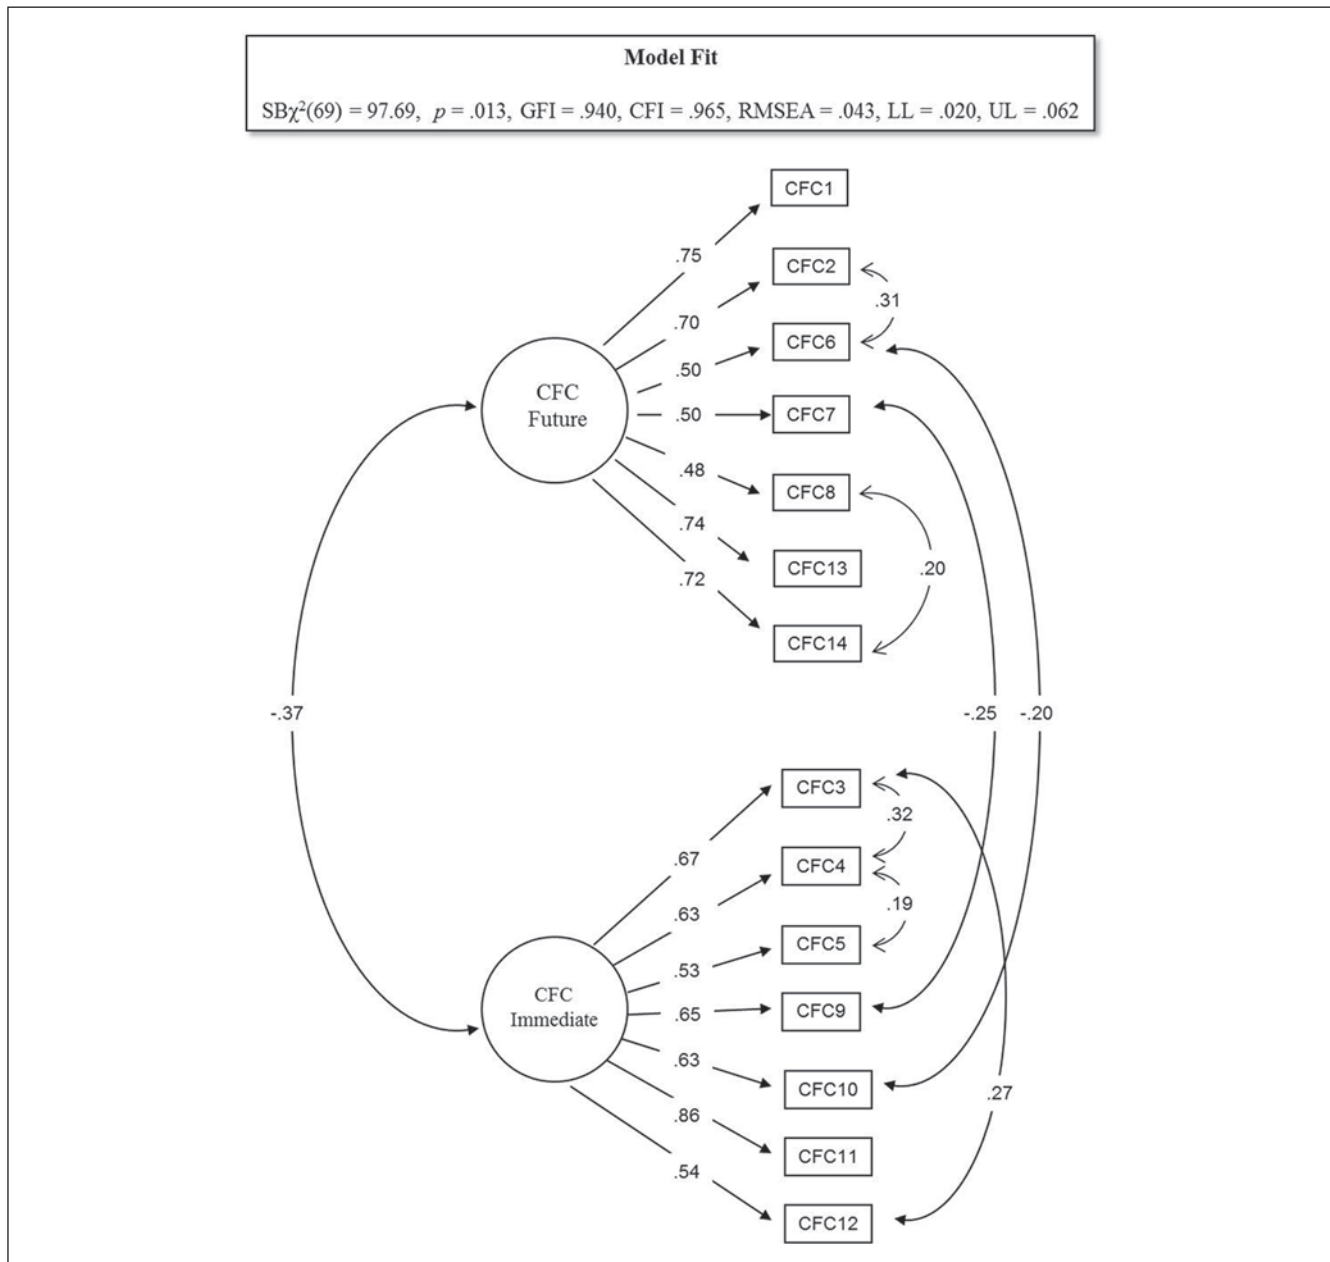 Model Fit
SBχ²(69) = 97.69, p = .013, GFI = .940, CFI = .965, RMSEA = .043, LL = .020, UL = .062
CFC1
.75
CFC2
.31
.70
CFC6
.50
CFC
Future
.50
CFC7
.48
CFC8
.74
CFC13
.20
.72
CFC14
-.37
-.25
-.20
CFC3
.32
.67
CFC4
.63
.19
CFC5
.53
CFC
Immediate
.65
CFC9
.63
CFC10
.27
.86
CFC11
.54
CFC12